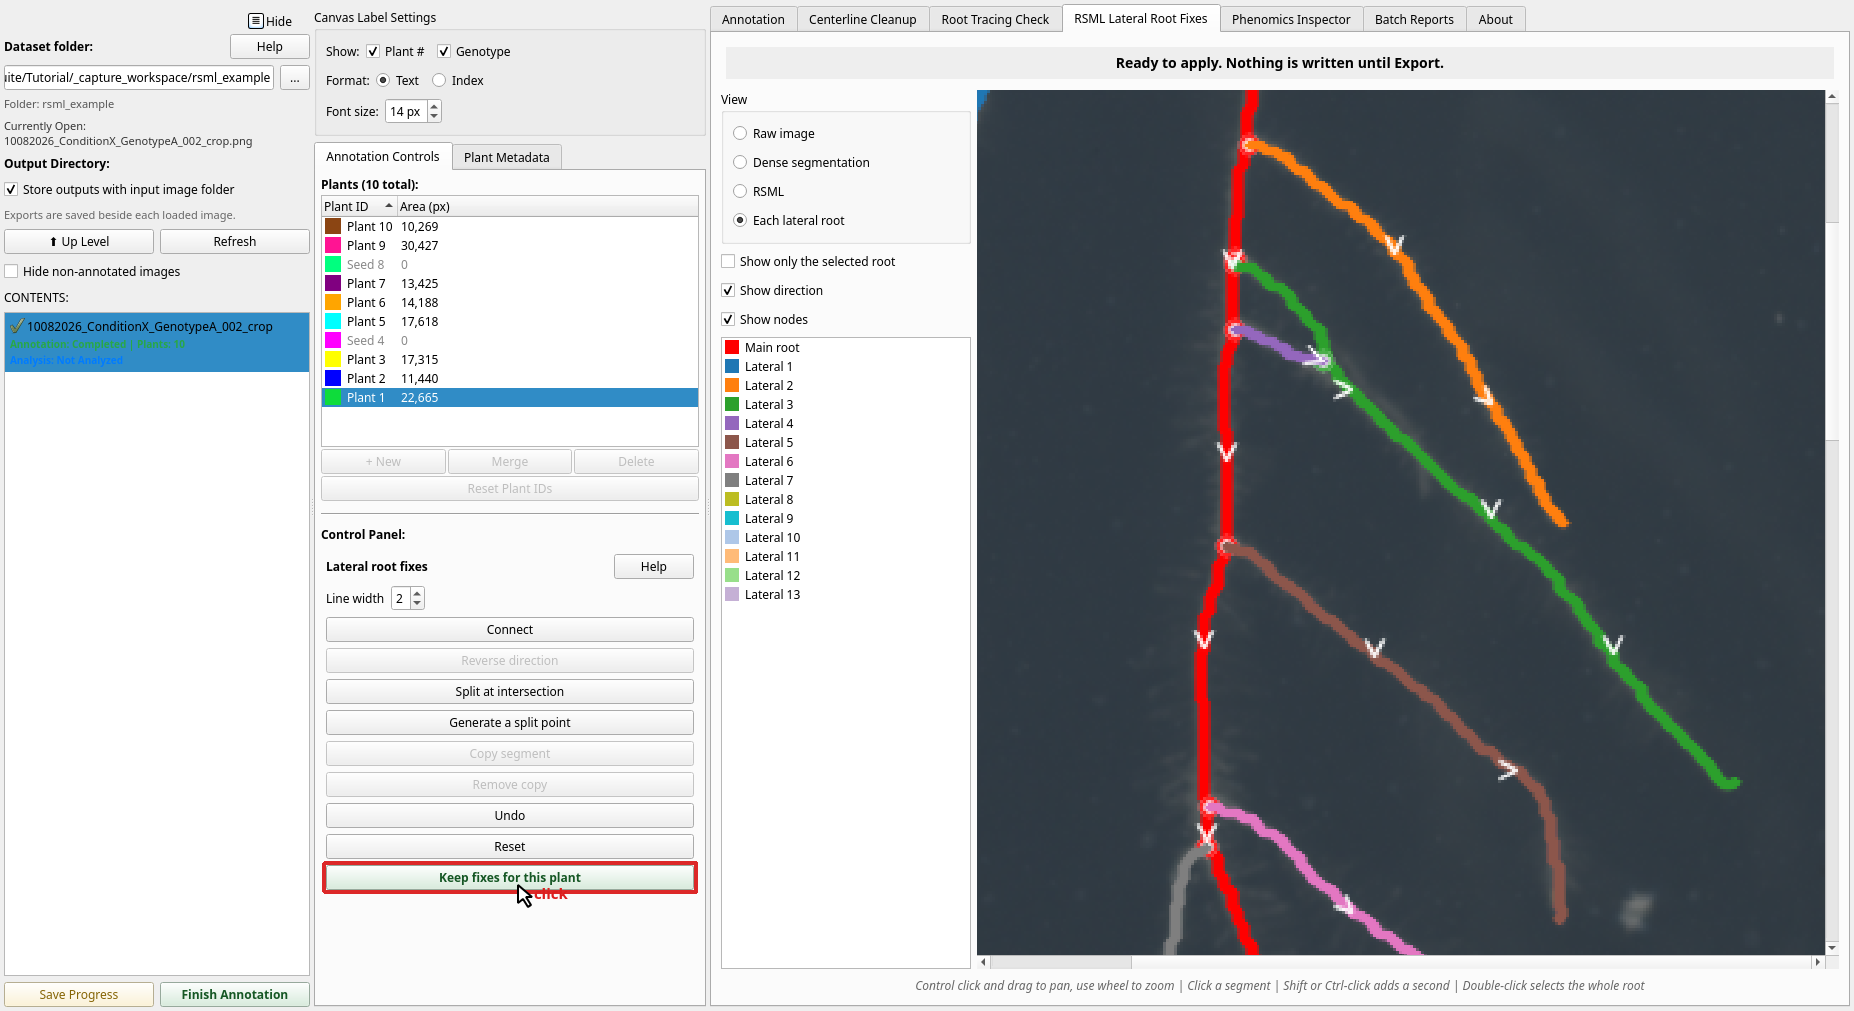 Hide
Dataset folder:
Help
uite/Tutorial/_capture_workspace/rsml_example
...
Folder: rsml_example
Currently Open:
10082026_ConditionX_GenotypeA_002_crop.png
Output Directory:
Store outputs with input image folder
Exports are saved beside each loaded image.
Up Level
Refresh
Hide non-annotated images
CONTENTS:
10082026_ConditionX_GenotypeA_002_crop
Annotation: Completed Plants: 10
Analysis: Not Analyzed
Save Progress
Finish Annotation
Canvas Label Settings
Show: Plant # Genotype
Format: Text Index
Font size: 14 px
Annotation Controls
Plant Metadata
Plants (10 total):
Plant ID Area (px)
Plant 10 10,269
Plant 9 30,427
Seed 8 0
Plant 7 13,425
Plant 6 14,188
Plant 5 17,618
Seed 4 0
Plant 3 17,315
Plant 2 11,440
Plant 1 22,665
+ New
Merge
Delete
Reset Plant IDs
Control Panel:
Lateral root fixes
Help
Line width 2
Connect
Reverse direction
Split at intersection
Generate a split point
Copy segment
Remove copy
Undo
Reset
Keep fixes for this plant
click
Annotation
Centerline Cleanup
Root Tracing Check
RSML Lateral Root Fixes
Phenomics Inspector
Batch Reports
About
Ready to apply. Nothing is written until Export.
View
Raw image
Dense segmentation
RSML
Each lateral root
Show only the selected root
Show direction
Show nodes
Main root
Lateral 1
Lateral 2
Lateral 3
Lateral 4
Lateral 5
Lateral 6
Lateral 7
Lateral 8
Lateral 9
Lateral 10
Lateral 11
Lateral 12
Lateral 13
Control click and drag to pan, use wheel to zoom | Click a segment | Shift or Ctrl-click adds a second | Double-click selects the whole root